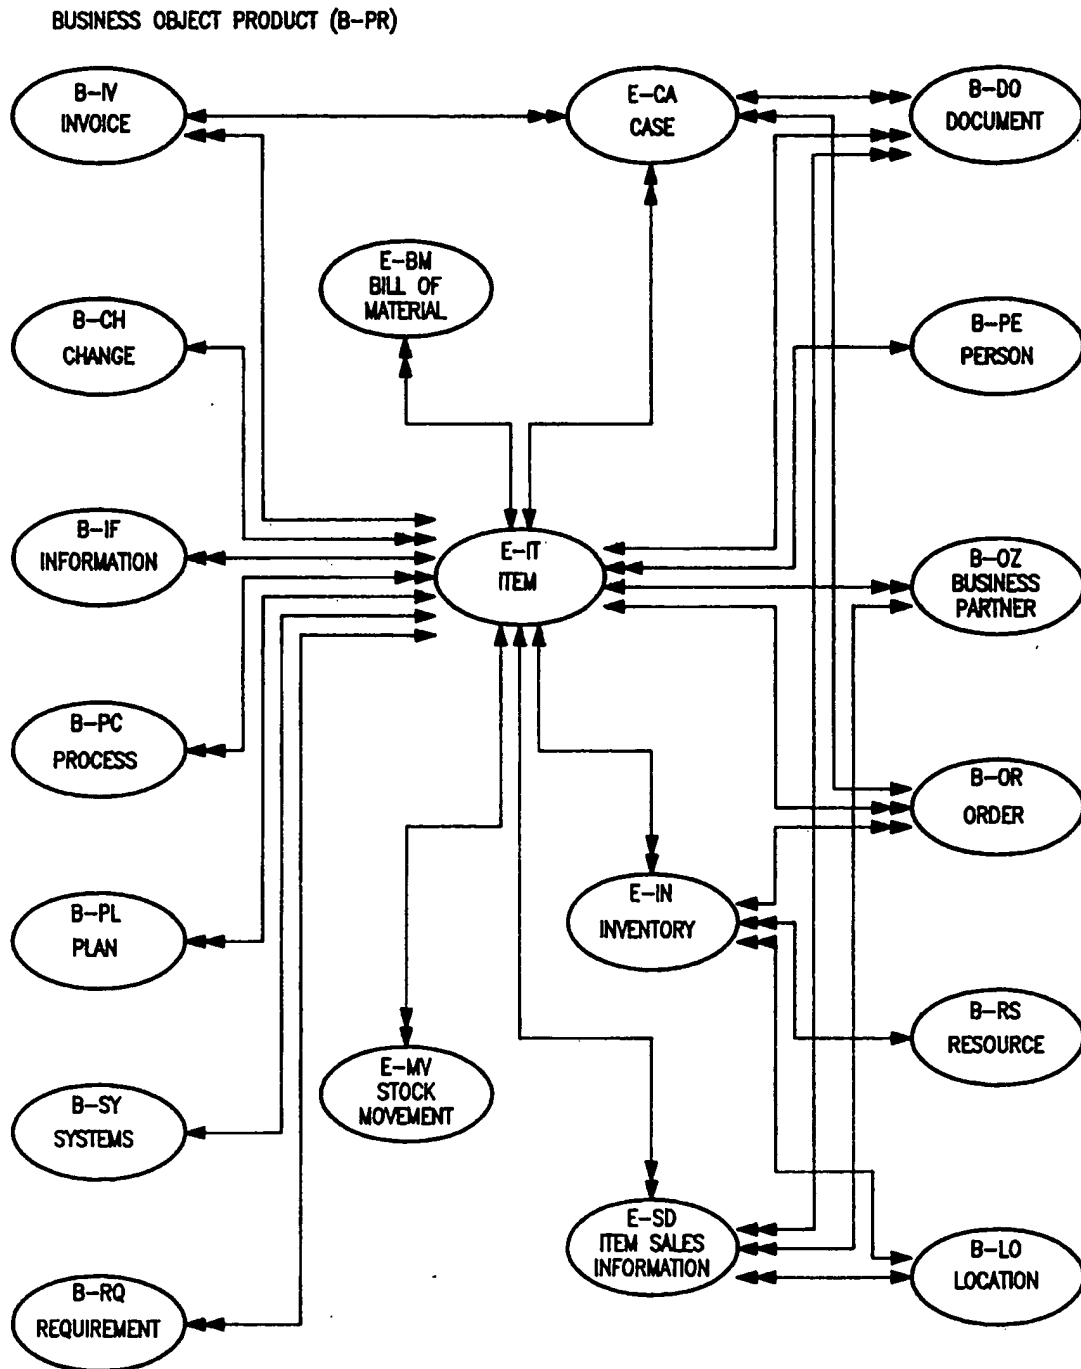 BUSINESS OBJECT PRODUCT (B-PR)
B-IV
INVOICE
E-CA
CASE
B-DO
DOCUMENT
E-BM
BILL OF
MATERIAL
B-CH
CHANGE
B-PE
PERSON
B-IF
INFORMATION
E-IT
ITEM
B-OZ
BUSINESS
PARTNER
B-PC
PROCESS
B-OR
ORDER
B-PL
PLAN
E-IN
INVENTORY
B-RS
RESOURCE
E-MV
STOCK
MOVEMENT
B-SY
SYSTEMS
E-SD
ITEM SALES
INFORMATION
B-LO
LOCATION
B-RQ
REQUIREMENT